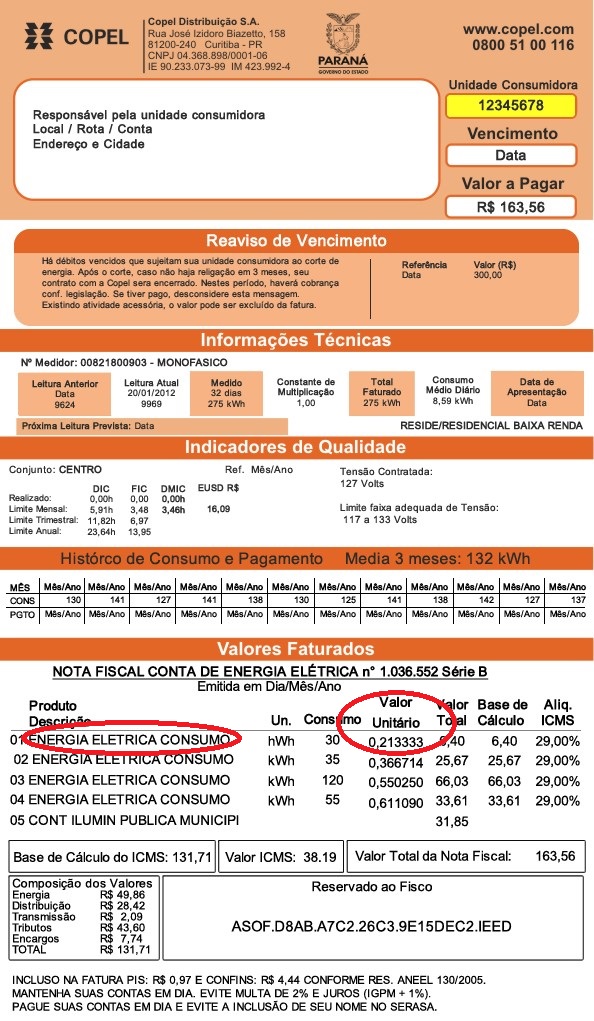 COPEL
Copel Distribuição S.A.
Rua José Izidoro Biazetto, 158
81200-240 Curitiba - PR
CNPJ 04.368.898/0001-06
IE 90.233.073-99 IM 423.992-4
PARANÁ
GOVERNO DO ESTADO
www.copel.com
0800 51 00 116
Responsável pela unidade consumidora
Local / Rota / Conta
Endereço e Cidade
Unidade Consumidora
12345678
Vencimento
Data
Valor a Pagar
R$ 163,56
Reaviso de Vencimento
Há débitos vencidos que sujeitam sua unidade consumidora ao corte de
energia. Após o corte, caso não haja religação em 3 meses, seu
contrato com a Copel será encerrado. Nestes período, haverá cobrança
conf. legislação. Se tiver pago, desconsidere esta mensagem.
Existindo atividade acessória, o valor pode ser excluído da fatura.
Referência Valor (R$)
Data 300,00
Informações Técnicas
Nº Medidor: 00821800903 - MONOFASICO
Leitura Anterior Leitura Atual Medido Constante de Total Consumo Data de
Data 20/01/2012 32 dias Multiplicação Faturado Médio Diário Apresentação
9624 9969 275 kWh 1,00 275 kWh 8,59 kWh Data
Próxima Leitura Prevista: Data RESIDE/RESIDENCIAL BAIXA RENDA
Indicadores de Qualidade
Conjunto: CENTRO Ref. Mês/Ano
DIC FIC DMIC EUSD R$
Realizado: 0,00h 0,00 0,00h
Limite Mensal: 5,91h 3,48 3,46h 16,09
Limite Trimestral: 11,82h 6,97
Limite Anual: 23,64h 13,95
Tensão Contratada:
127 Volts
Limite faixa adequada de Tensão:
117 a 133 Volts
Histórco de Consumo e Pagamento Media 3 meses: 132 kWh
MÊS Mês/Ano Mês/Ano Mês/Ano Mês/Ano Mês/Ano Mês/Ano Mês/Ano Mês/Ano Mês/Ano Mês/Ano Mês/Ano Mês/Ano
CONS 130 141 127 141 138 130 125 141 138 142 127 137
PGTO Mês/Ano Mês/Ano Mês/Ano Mês/Ano Mês/Ano Mês/Ano Mês/Ano Mês/Ano Mês/Ano Mês/Ano Mês/Ano Mês/Ano
Valores Faturados
NOTA FISCAL CONTA DE ENERGIA ELÉTRICA n° 1.036.552 Série B
Emitida em Dia/Mês/Ano
Produto Valor Valor Base de Aliq.
Descrição Un. Consumo Unitário Total Cálculo ICMS
01 ENERGIA ELETRICA CONSUMO hWh 30 0,213333 6,40 6,40 29,00%
02 ENERGIA ELETRICA CONSUMO kWh 35 0,366714 25,67 25,67 29,00%
03 ENERGIA ELETRICA CONSUMO kWh 120 0,550250 66,03 66,03 29,00%
04 ENERGIA ELETRICA CONSUMO kWh 55 0,611090 33,61 33,61 29,00%
05 CONT ILUMIN PUBLICA MUNICIPI 31,85
Base de Cálculo do ICMS: 131,71 Valor ICMS: 38.19 Valor Total da Nota Fiscal: 163,56
Composição dos Valores
Energia R$ 49,86
Distribuição R$ 28,42
Transmissão R$ 2,09
Tributos R$ 43,60
Encargos R$ 7,74
TOTAL R$ 131,71
Reservado ao Fisco
ASOF.D8AB.A7C2.26C3.9E15DEC2.IEED
INCLUSO NA FATURA PIS: R$ 0,97 E CONFINS: R$ 4,44 CONFORME RES. ANEEL 130/2005.
MANTENHA SUAS CONTAS EM DIA. EVITE MULTA DE 2% E JUROS (IGPM + 1%).
PAGUE SUAS CONTAS EM DIA E EVITE A INCLUSÃO DE SEU NOME NO SERASA.